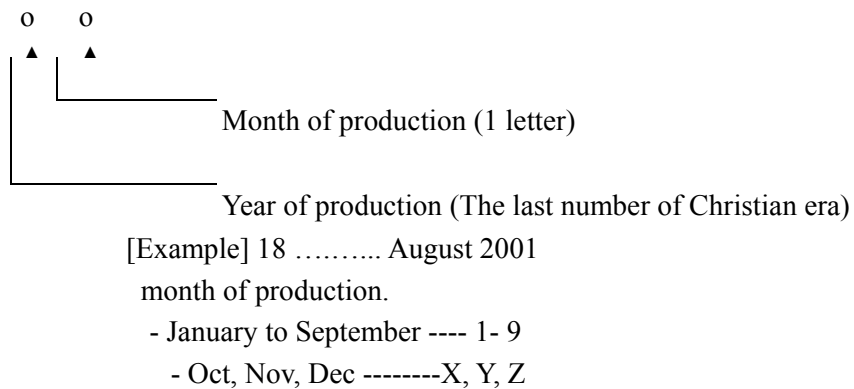 o o
▲ ▲
Month of production (1 letter)
Year of production (The last number of Christian era)
[Example] 18 …….... August 2001
month of production.
- January to September ---- 1- 9
- Oct, Nov, Dec --------X, Y, Z